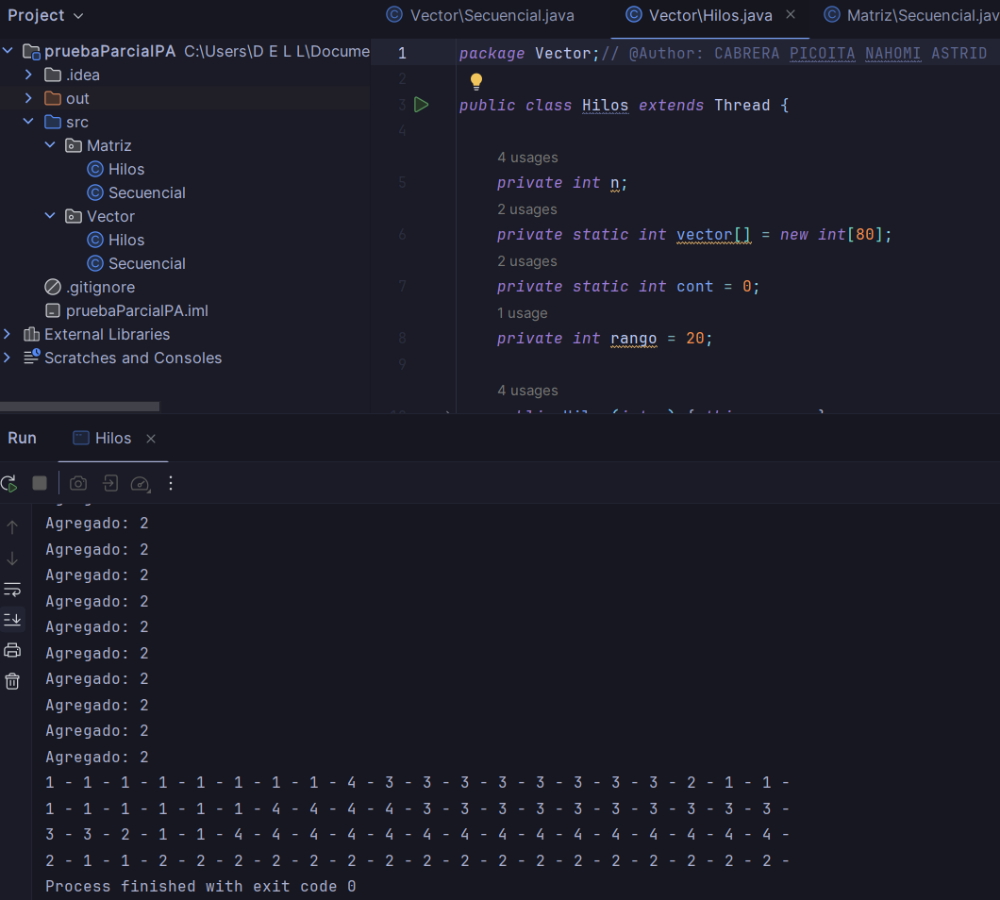 Project
Vector\Secuencial.java
Vector\Hilos.java
Matriz\Secuencial.jav
pruebaParcialPA C:\Users\D E L L\Docume
.idea
out
src
Matriz
Hilos
Secuencial
Vector
Hilos
Secuencial
.gitignore
pruebaParcialPA.iml
External Libraries
Scratches and Consoles
1 package Vector;// @Author: CABRERA PICOITA NAHOMI ASTRID
2
3 public class Hilos extends Thread {
4
4 usages
5 private int n;
2 usages
6 private static int vector[] = new int[80];
2 usages
7 private static int cont = 0;
1 usage
8 private int rango = 20;
9
4 usages
Run
Hilos
Agregado: 2
Agregado: 2
Agregado: 2
Agregado: 2
Agregado: 2
Agregado: 2
Agregado: 2
Agregado: 2
Agregado: 2
Agregado: 2
1 - 1 - 1 - 1 - 1 - 1 - 1 - 1 - 4 - 3 - 3 - 3 - 3 - 3 - 3 - 3 - 3 - 2 - 1 - 1 -
1 - 1 - 1 - 1 - 1 - 1 - 4 - 4 - 4 - 4 - 3 - 3 - 3 - 3 - 3 - 3 - 3 - 3 - 3 - 3 -
3 - 3 - 2 - 1 - 1 - 4 - 4 - 4 - 4 - 4 - 4 - 4 - 4 - 4 - 4 - 4 - 4 - 4 - 4 - 4 -
2 - 1 - 1 - 2 - 2 - 2 - 2 - 2 - 2 - 2 - 2 - 2 - 2 - 2 - 2 - 2 - 2 - 2 - 2 - 2 -
Process finished with exit code 0